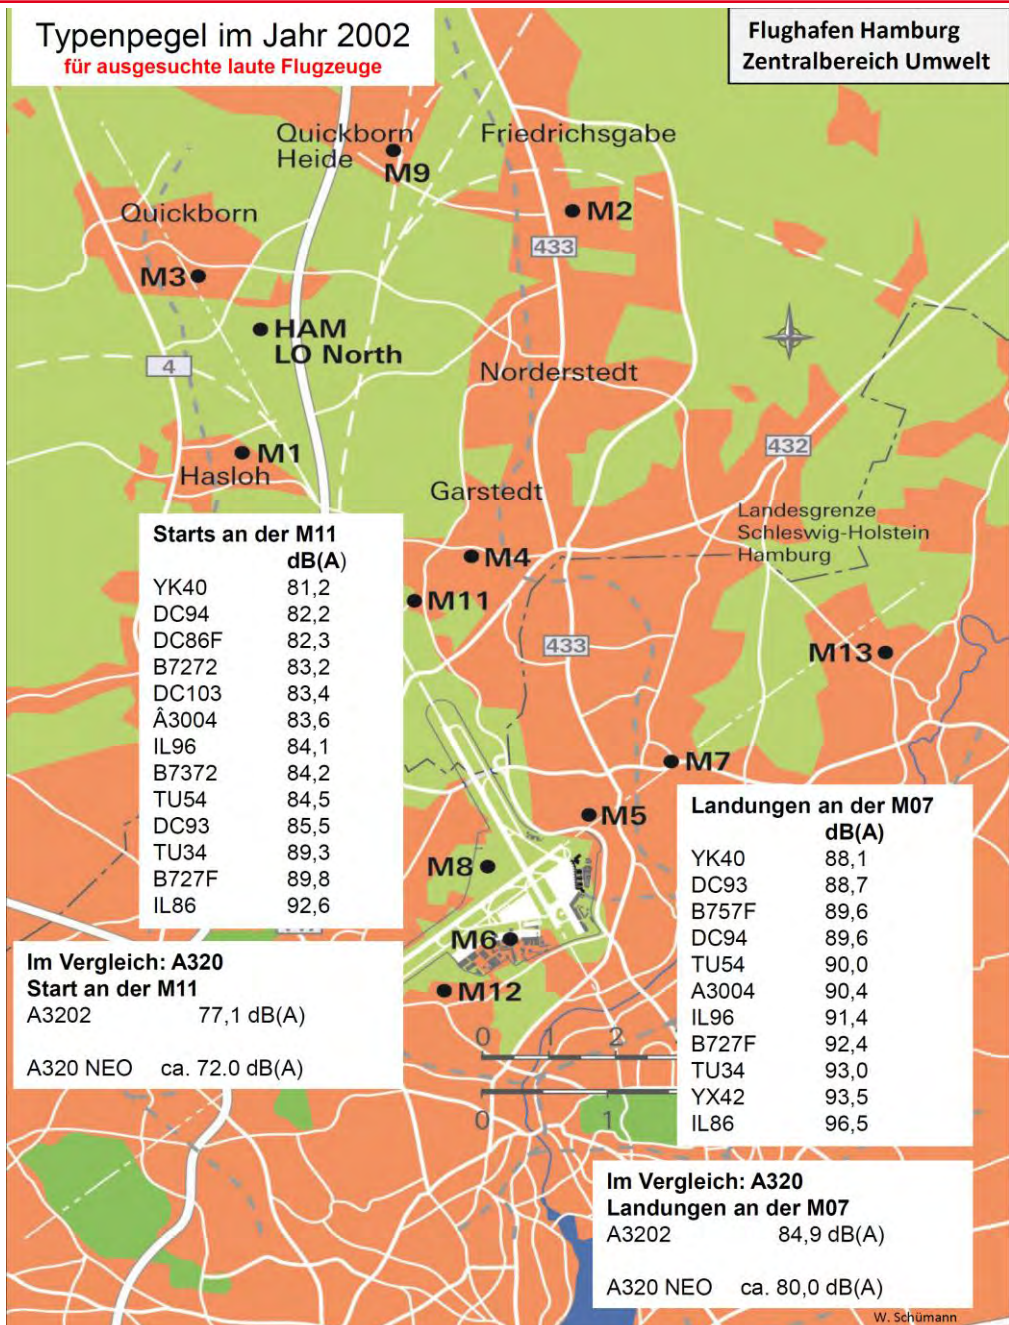 Typenpegel im Jahr 2002
für ausgesuchte laute Flugzeuge
Flughafen Hamburg
Zentralbereich Umwelt
Quickborn
Heide
M9
Friedrichsgabe
M2
Quickborn
433
M3
HAM
LO North
4
Norderstedt
M1
Hasloh
432
Garstedt
Landesgrenze
Schleswig-Holstein
Hamburg
M4
M11
433
M13
M7
M5
M8
M6
M12
Starts an der M11
dB(A)
YK40 81,2
DC94 82,2
DC86F 82,3
B7272 83,2
DC103 83,4
Â3004 83,6
IL96 84,1
B7372 84,2
TU54 84,5
DC93 85,5
TU34 89,3
B727F 89,8
IL86 92,6
Im Vergleich: A320
Start an der M11
A3202 77,1 dB(A)
A320 NEO ca. 72.0 dB(A)
Landungen an der M07
dB(A)
YK40 88,1
DC93 88,7
B757F 89,6
DC94 89,6
TU54 90,0
A3004 90,4
IL96 91,4
B727F 92,4
TU34 93,0
YX42 93,5
IL86 96,5
0 1 2
0 1
Im Vergleich: A320
Landungen an der M07
A3202 84,9 dB(A)
A320 NEO ca. 80,0 dB(A)
W. Schümann